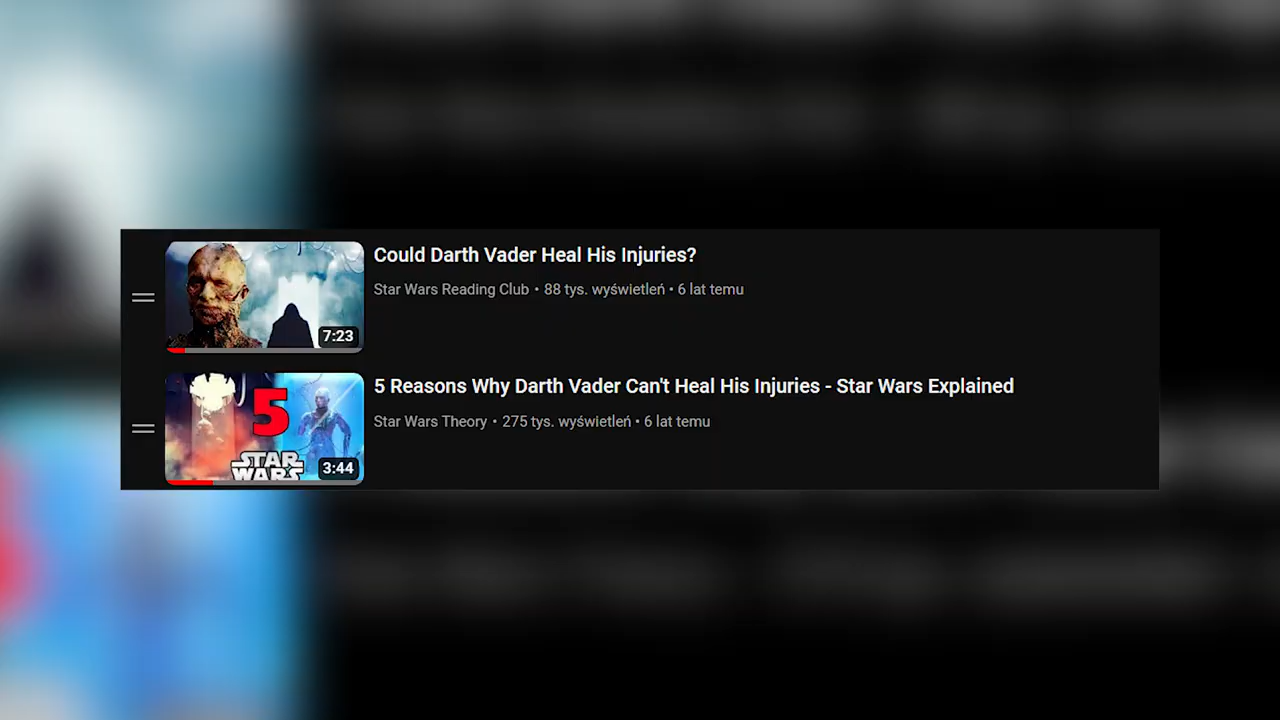 Could Darth Vader Heal His Injuries?
Star Wars Reading Club • 88 tys. wyświetleń • 6 lat temu
7:23
5 Reasons Why Darth Vader Can't Heal His Injuries - Star Wars Explained
5
Star Wars Theory • 275 tys. wyświetleń • 6 lat temu
STAR
WARS
3:44